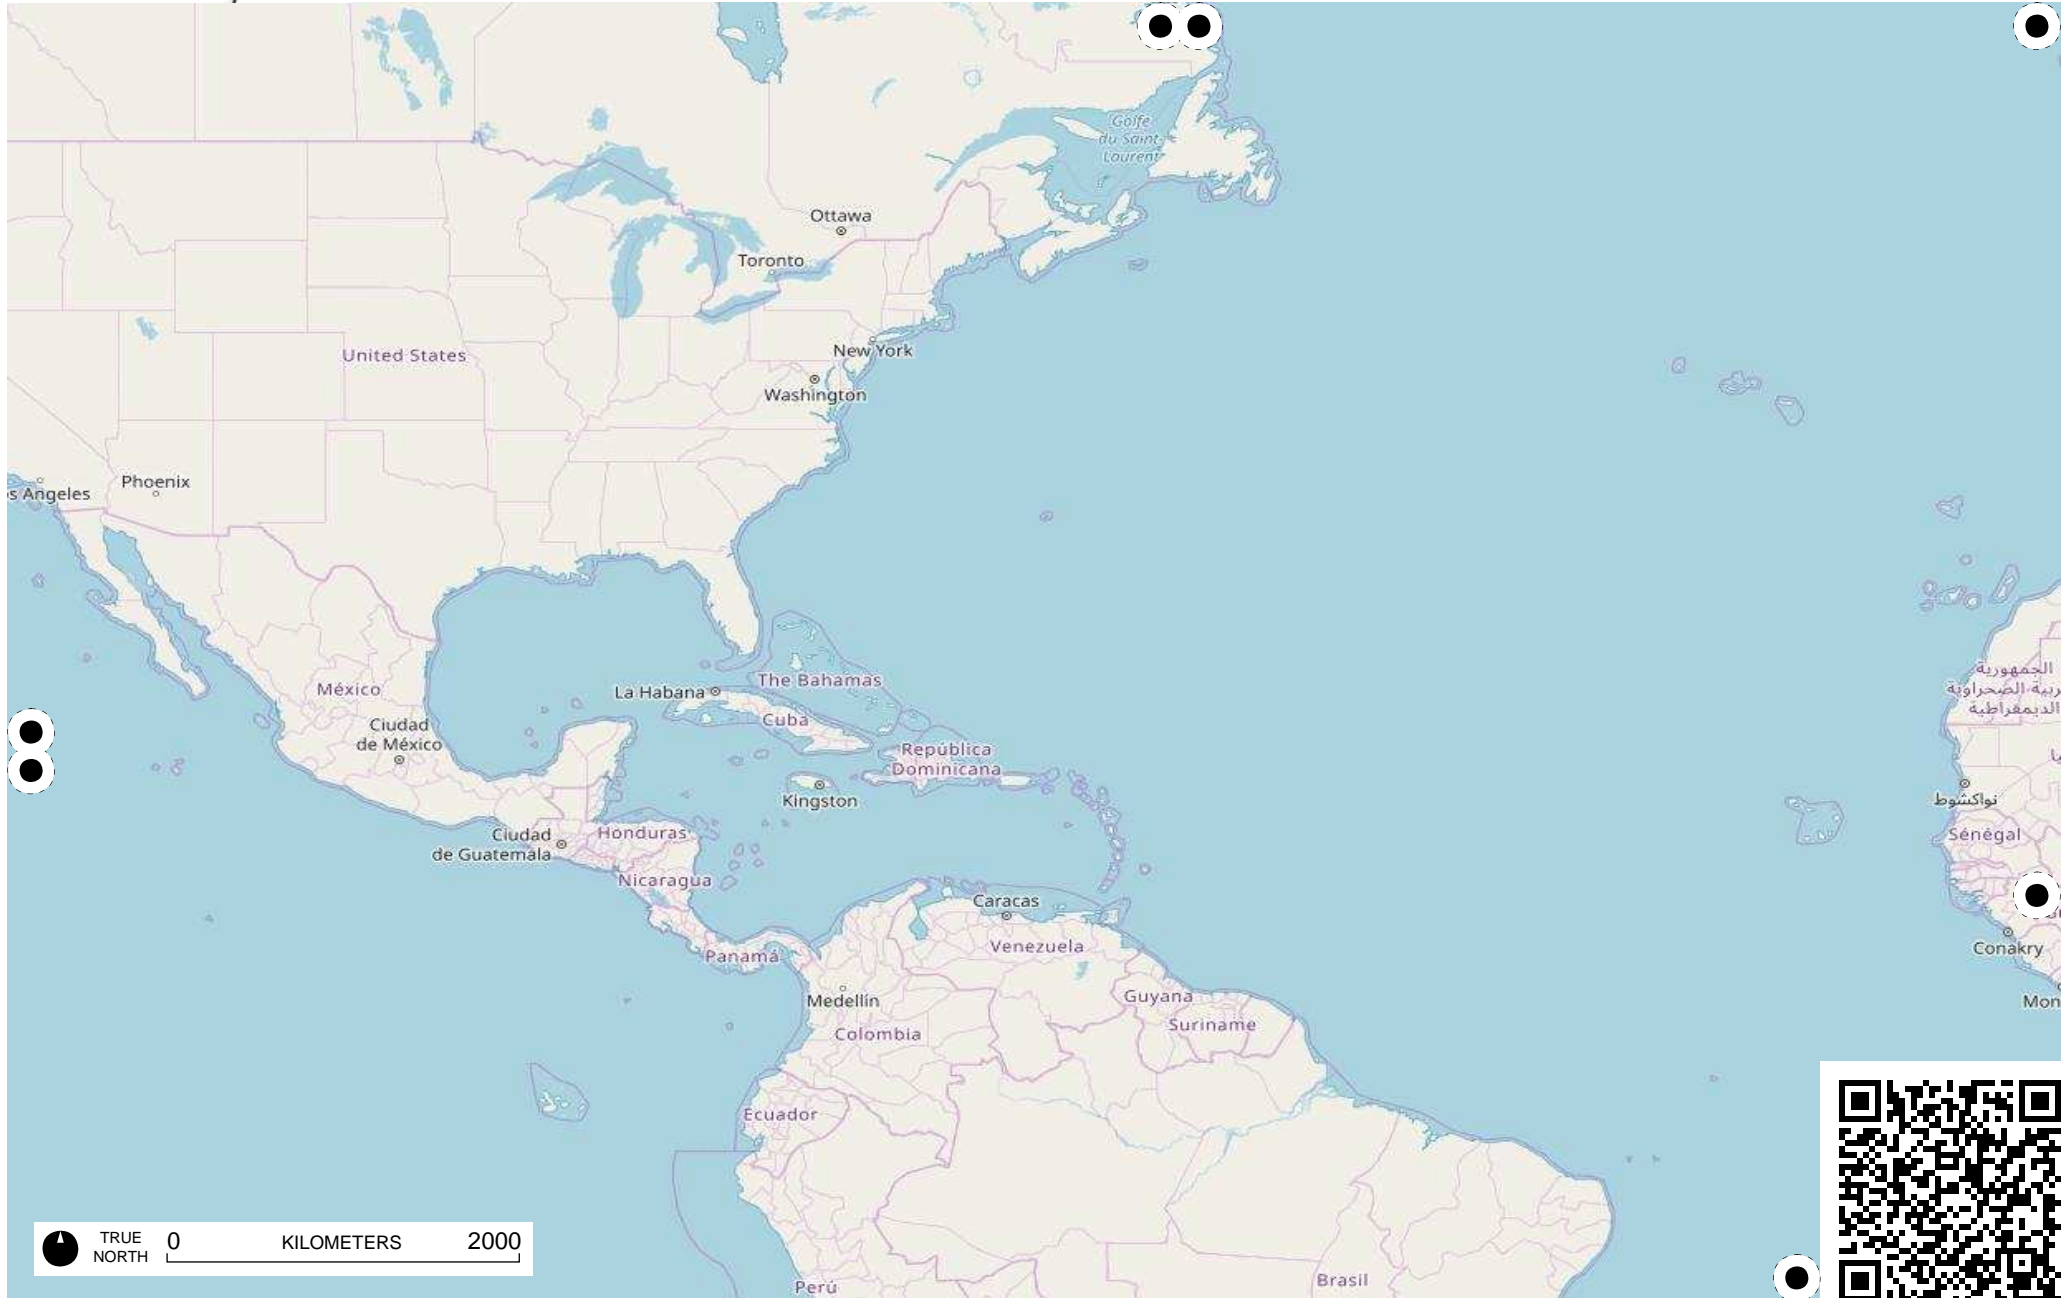 Golfe
du Saint-
Laurent
Ottawa
Toronto
United States
New York
Washington
Phoenix
s Angeles
México
Ciudad
de México
La Habana
The Bahamas
Cuba
República
Dominicana
Kingston
Ciudad
de Guatemala
Honduras
Nicaragua
Panamá
Caracas
Venezuela
Medellín
Colombia
Guyana
Suriname
Ecuador
Perú
Brasil
الجمهورية
الديمقراطية
نواكشوط
Sénégal
Conakry
Mon
TRUE
NORTH
0 KILOMETERS 2000